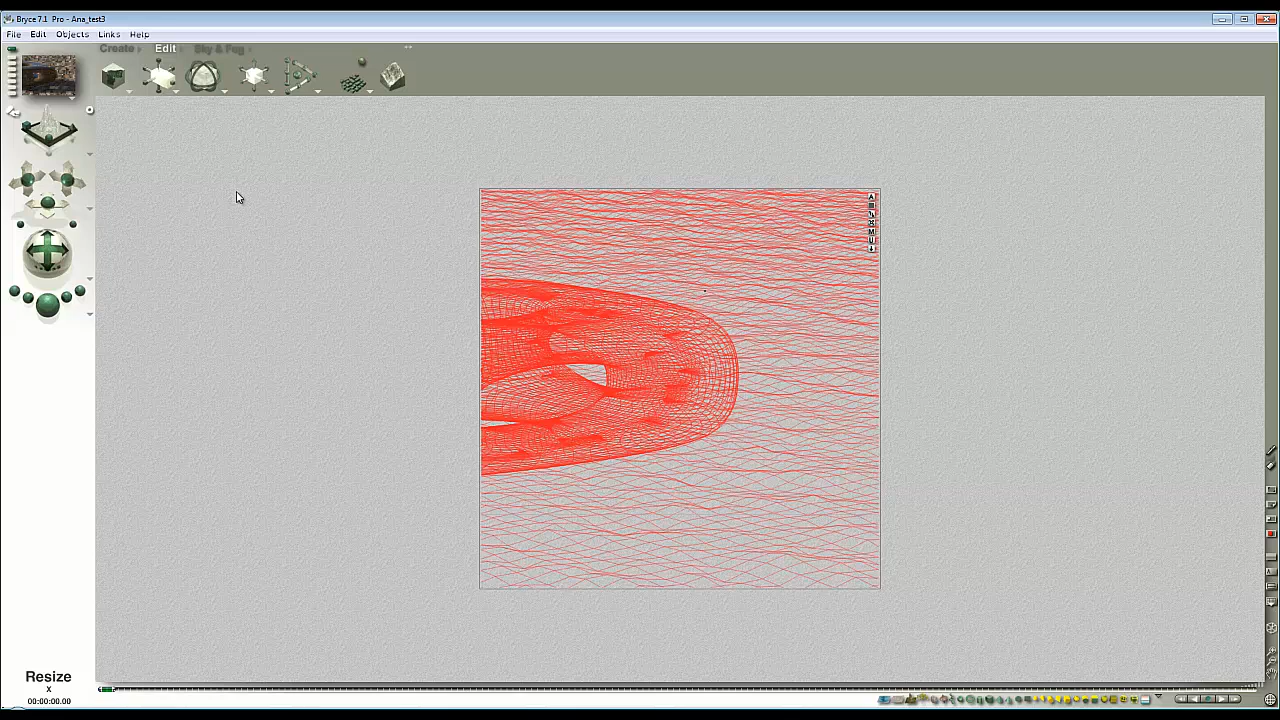 Bryce 7.1 Pro - Ana_test3
File Edit Objects Links Help
Create Edit Sky & Fog
A
M
U
Resize
X
00:00:00.00